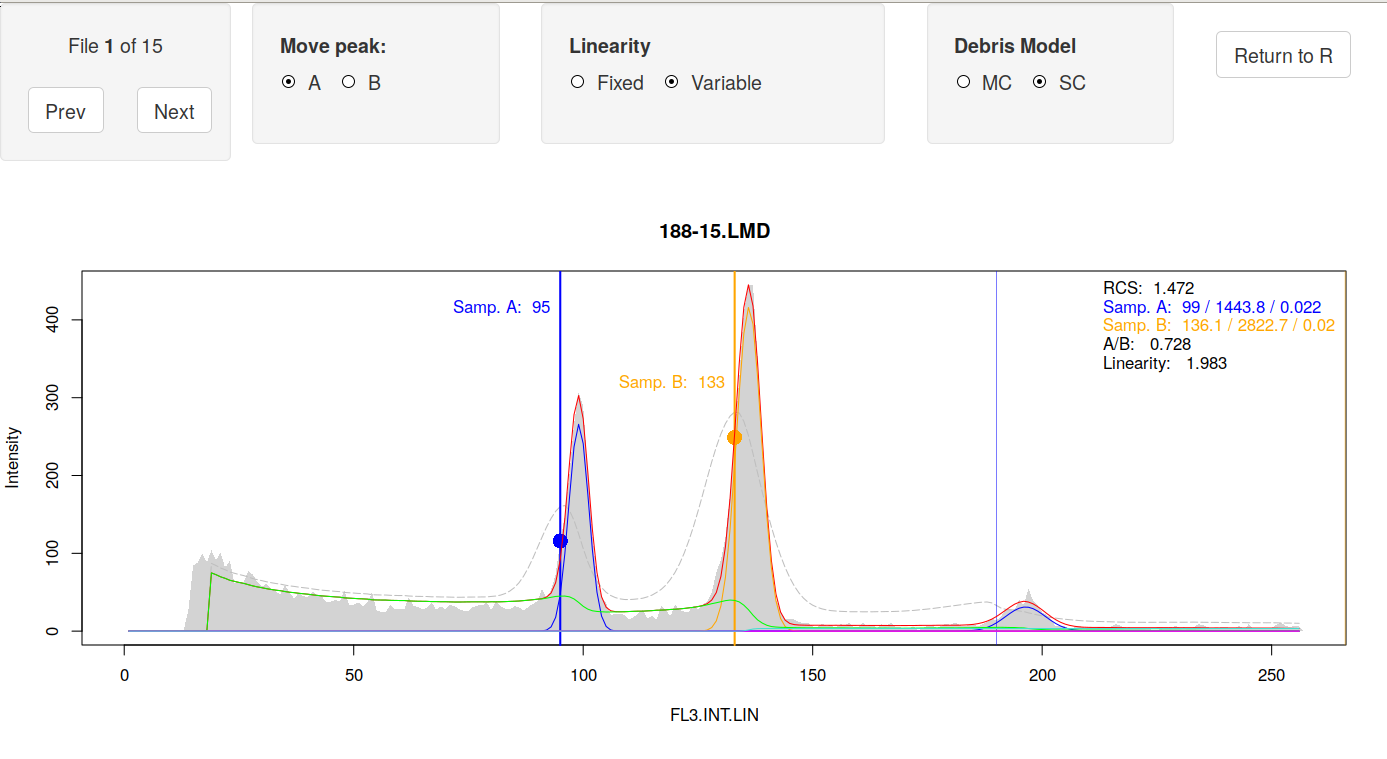 File 1 of 15
Prev Next
Move peak:
A B
Linearity
Fixed Variable
Debris Model
MC SC
Return to R
188-15.LMD
Samp. A: 95
Samp. B: 133
RCS: 1.472
Samp. A: 99 / 1443.8 / 0.022
Samp. B: 136.1 / 2822.7 / 0.02
A/B: 0.728
Linearity: 1.983
Intensity
400
300
200
100
0
0 50 100 150 200 250
FL3.INT.LIN